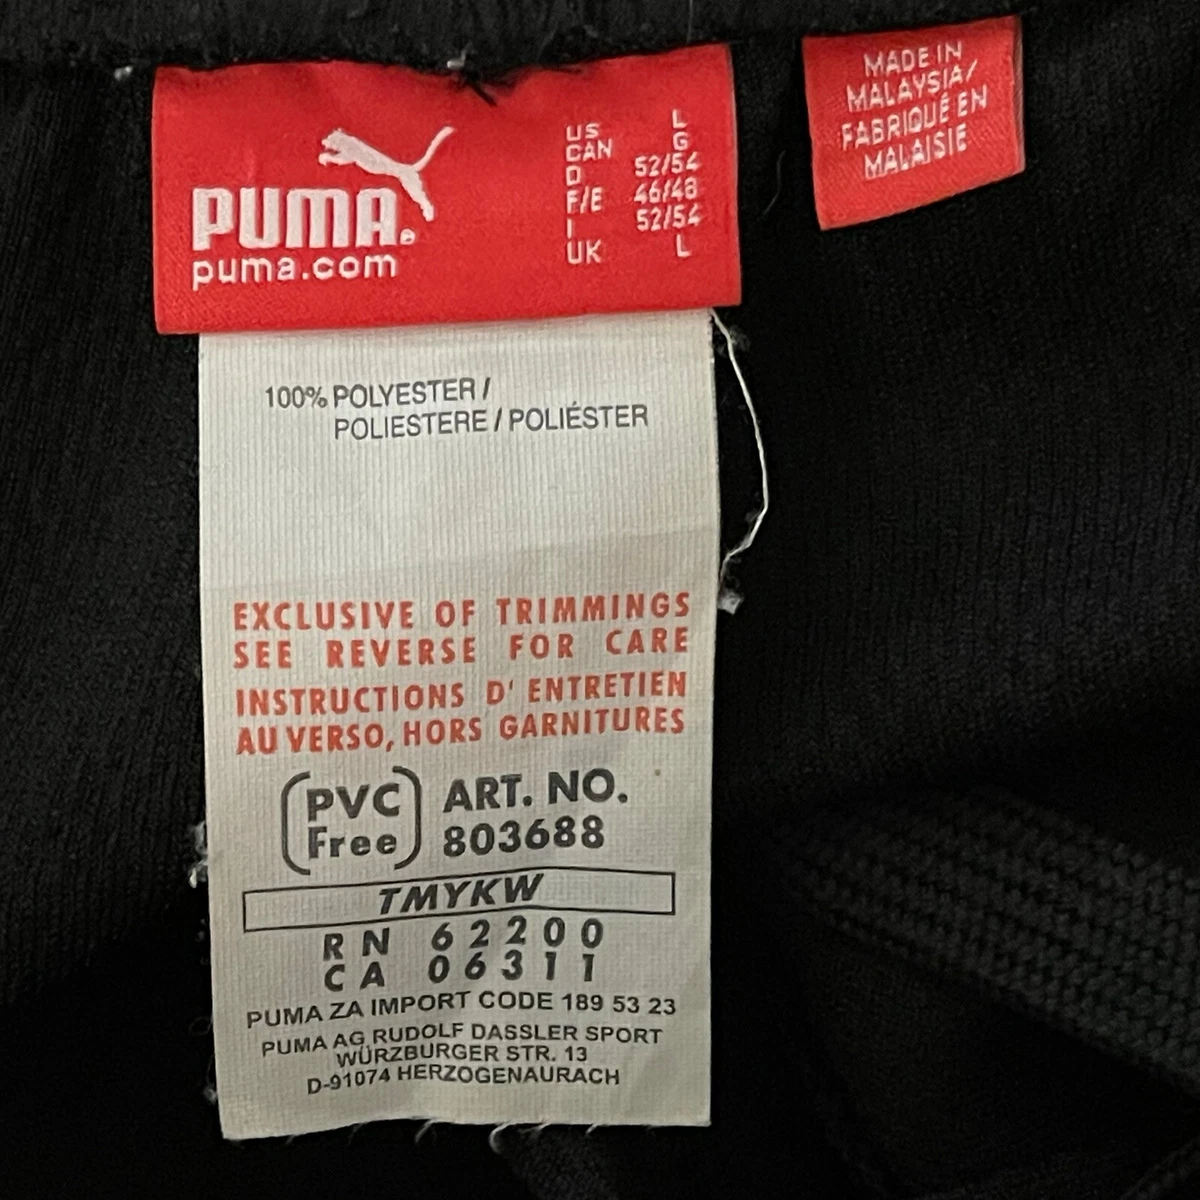 PUMA®
puma.com
US L
CAN G
D 52/54
F/E 46/48
I 52/54
UK L
MADE IN
MALAYSIA/
FABRIQUÉ EN
MALAISIE
100% POLYESTER /
POLIESTERE / POLIÉSTER
EXCLUSIVE OF TRIMMINGS
SEE REVERSE FOR CARE
INSTRUCTIONS D' ENTRETIEN
AU VERSO, HORS GARNITURES
PVC
Free
ART. NO.
803688
TMYKW
RN 62200
CA 06311
PUMA ZA IMPORT CODE 189 53 23
PUMA AG RUDOLF DASSLER SPORT
WÜRZBURGER STR. 13
D-91074 HERZOGENAURACH